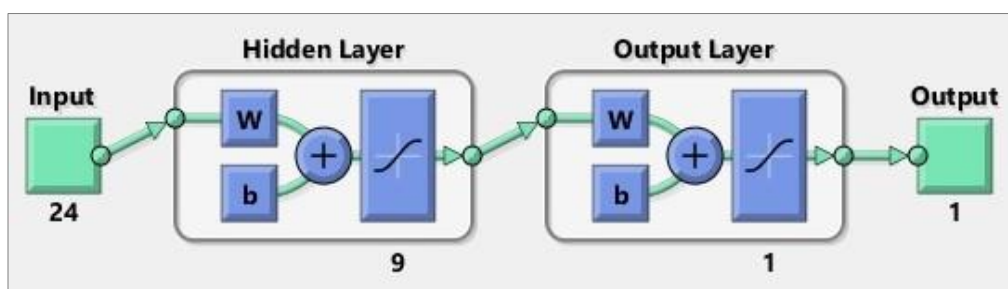 Hidden Layer Output Layer
Input Output
W W
b b
24 1
9 1